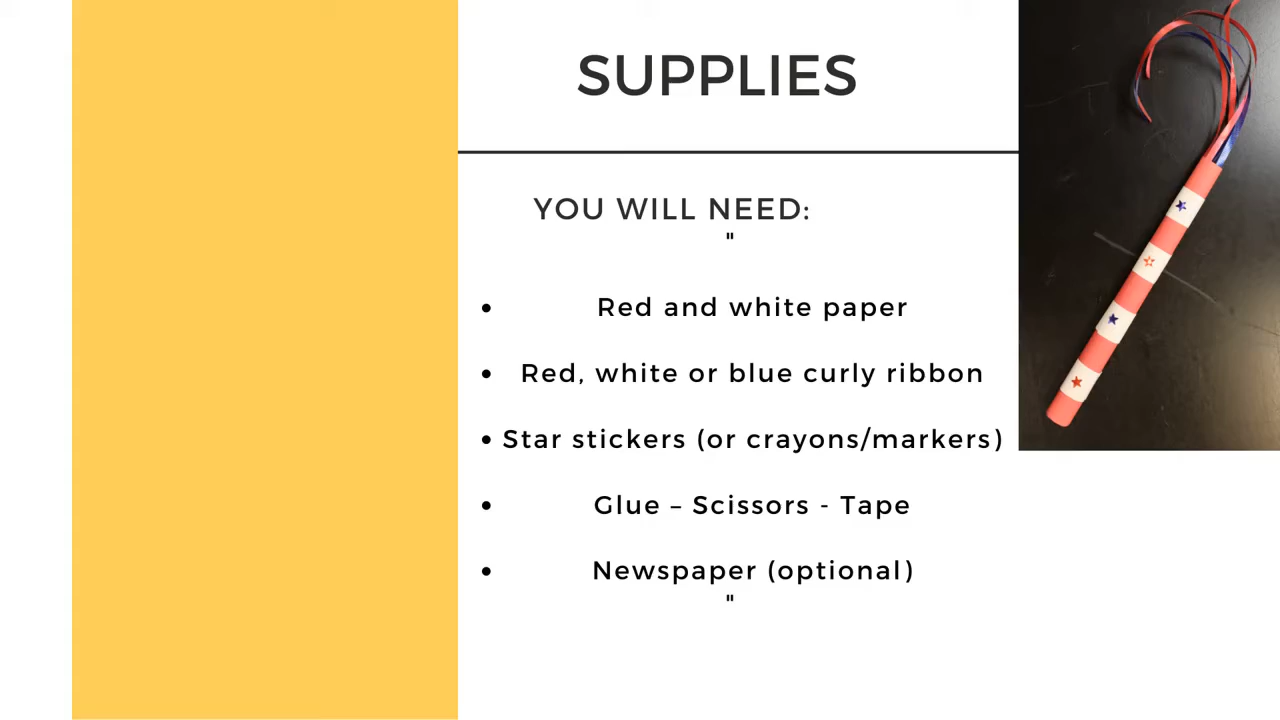 SUPPLIES
YOU WILL NEED:
"
• Red and white paper
• Red, white or blue curly ribbon
• Star stickers (or crayons/markers)
• Glue – Scissors - Tape
• Newspaper (optional)
"